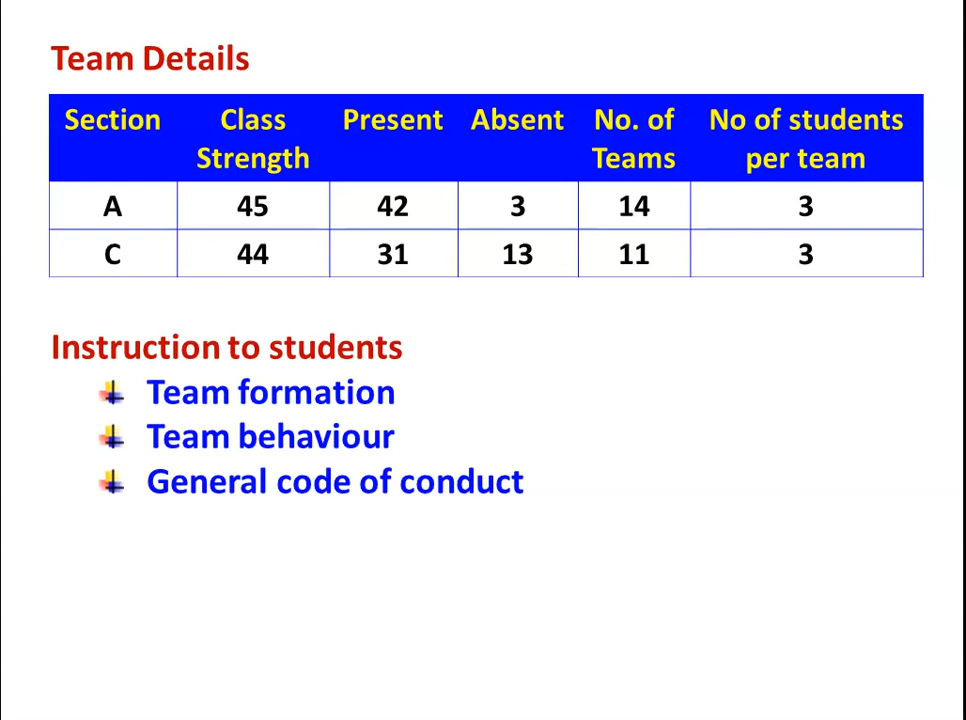 Team Details
Section Class Strength Present Absent No. of Teams No of students per team
A 45 42 3 14 3
C 44 31 13 11 3
Instruction to students
Team formation
Team behaviour
General code of conduct